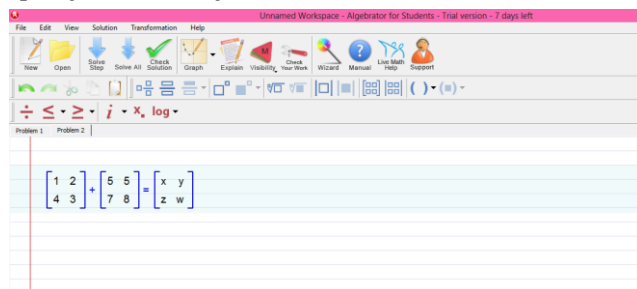 Unnamed Workspace - Algebrator for Students - Trial version - 7 days left
File Edit View Solution Transformation Help
New Open Solve Step Solve All Check Solution Graph Explain Visibility Check Your Work Wizard Manual Live Math Help Support
÷ ≤ ≥ i x. log
Problem 1 Problem 2
[1 2] + [5 5] = [x y]
[4 3] [7 8] [z w]